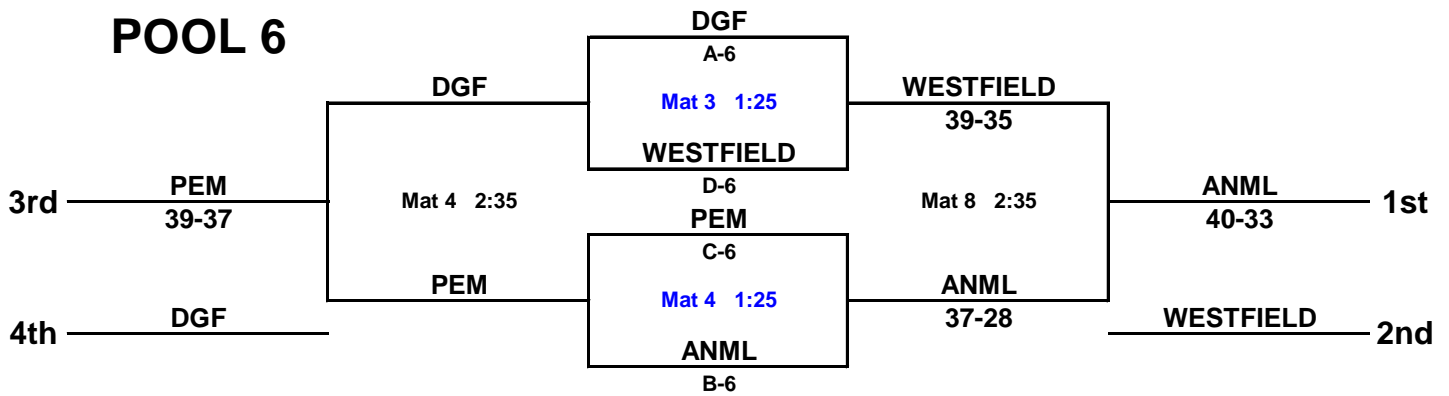 POOL 6
DGF
A-6
DGF
Mat 3 1:25
WESTFIELD
39-35
WESTFIELD
D-6
3rd
PEM
39-37
Mat 4 2:35
Mat 8 2:35
ANML
40-33
1st
PEM
C-6
PEM
Mat 4 1:25
ANML
37-28
4th
DGF
WESTFIELD
2nd
ANML
B-6